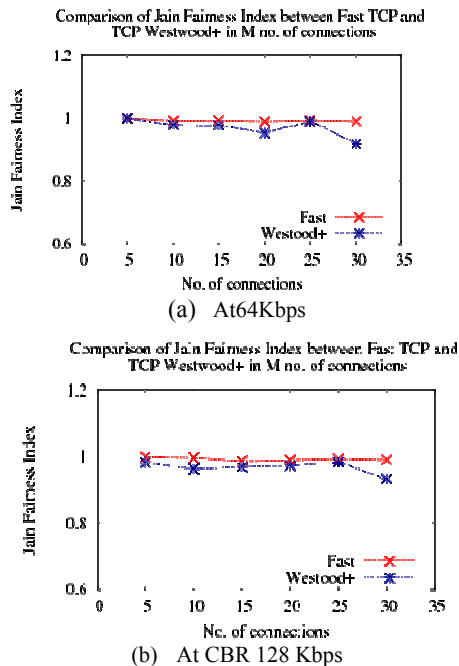 Comparison of Jain Fairness Index between Fast TCP and
TCP Westwood+ in M no. of connections
1.2
1
0.8
0.6
Jain Fairness Index
Fast
Westood+
0 5 10 15 20 25 30 35
No. of connections
(a) At64Kbps
Comparison of Jain Fairness Index between Fast TCP and
TCP Westwood+ in M no. of connections
1.2
1
0.8
0.6
Jain Fairness Index
Fast
Westood+
0 5 10 15 20 25 30 35
No. of connections
(b) At CBR 128 Kbps